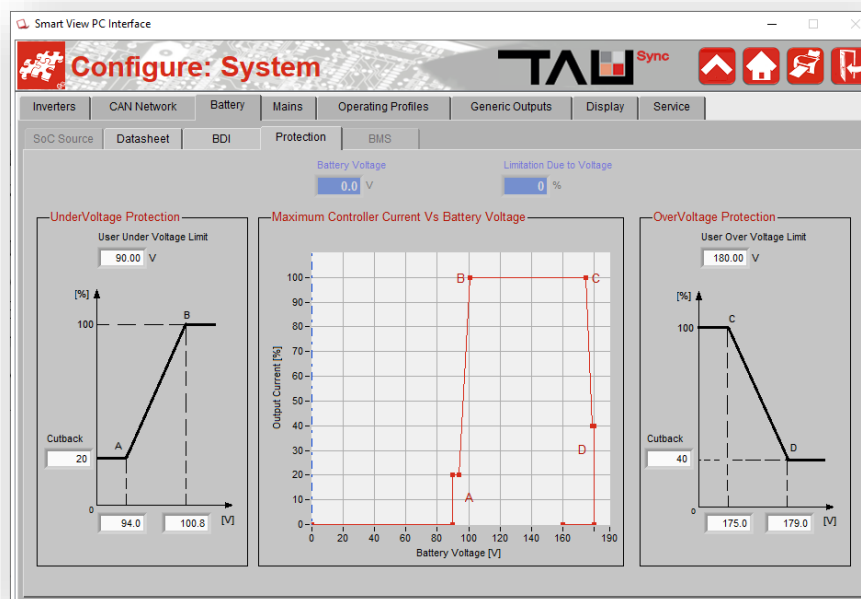 Smart View PC Interface
Configure: System
TAU Sync
Inverters CAN Network Battery Mains Operating Profiles Generic Outputs Display Service
SoC Source Datasheet BDI Protection BMS
Battery Voltage Limitation Due to Voltage
0.0 V 0 %
UnderVoltage Protection
User Under Voltage Limit
90.00 V
[%]
B
100
Cutback
A
20
0
94.0 100.8 [V]
Maximum Controller Current Vs Battery Voltage
Output Current [%]
100
90
80
70
60
50
40
30
20
10
0
B C
D
A
0 20 40 60 80 100 120 140 160 190
Battery Voltage [V]
OverVoltage Protection
User Over Voltage Limit
180.00 V
[%]
C
100
Cutback
D
40
0
175.0 179.0 [V]